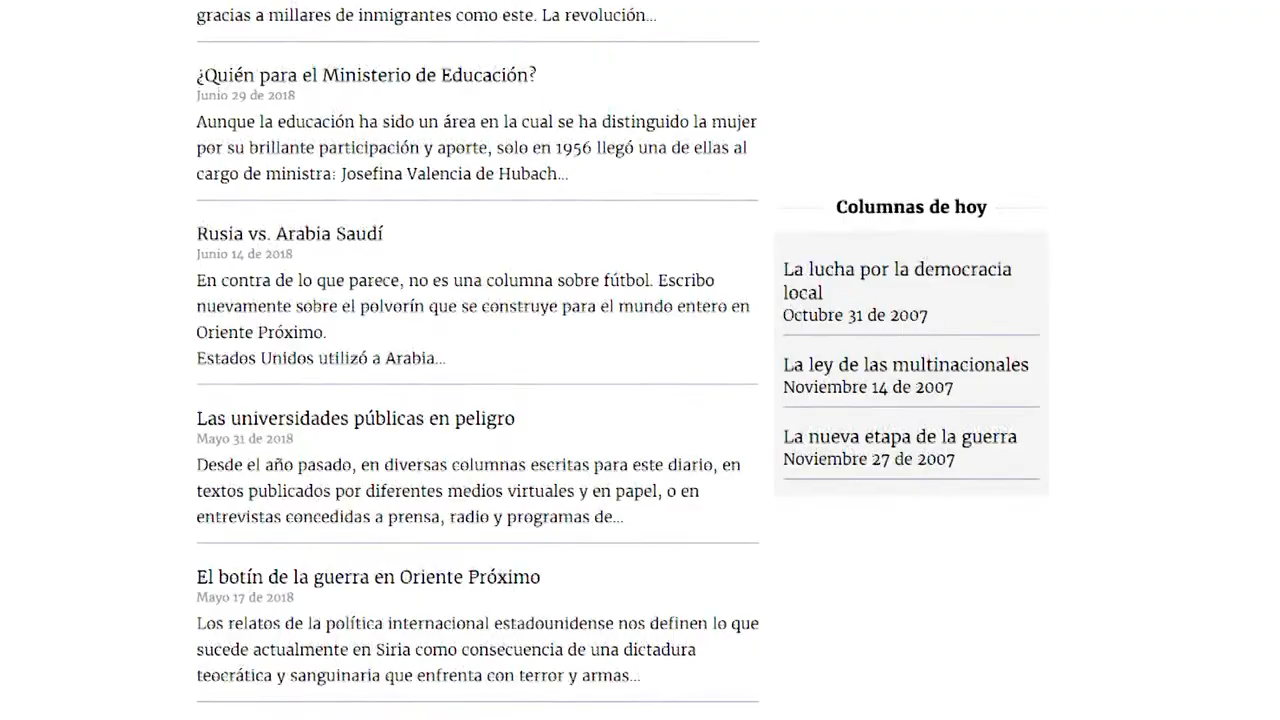 gracias a millares de inmigrantes como este. La revolución...
¿Quién para el Ministerio de Educación?
Junio 29 de 2018
Aunque la educación ha sido un área en la cual se ha distinguido la mujer
por su brillante participación y aporte, solo en 1956 llegó una de ellas al
cargo de ministra: Josefina Valencia de Hubach...
Rusia vs. Arabia Saudí
Junio 14 de 2018
En contra de lo que parece, no es una columna sobre fútbol. Escribo
nuevamente sobre el polvorín que se construye para el mundo entero en
Oriente Próximo.
Estados Unidos utilizó a Arabia...
Las universidades públicas en peligro
Mayo 31 de 2018
Desde el año pasado, en diversas columnas escritas para este diario, en
textos publicados por diferentes medios virtuales y en papel, o en
entrevistas concedidas a prensa, radio y programas de...
El botín de la guerra en Oriente Próximo
Mayo 17 de 2018
Los relatos de la política internacional estadounidense nos definen lo que
sucede actualmente en Siria como consecuencia de una dictadura
teocrática y sanguinaria que enfrenta con terror y armas...
Columnas de hoy
La lucha por la democracia
local
Octubre 31 de 2007
La ley de las multinacionales
Noviembre 14 de 2007
La nueva etapa de la guerra
Noviembre 27 de 2007